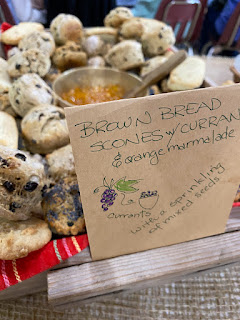 BROWN BREAD
SCONES w/ CURRAN
& orange marmalade
currants
with a sprinkling
of mixed seeds